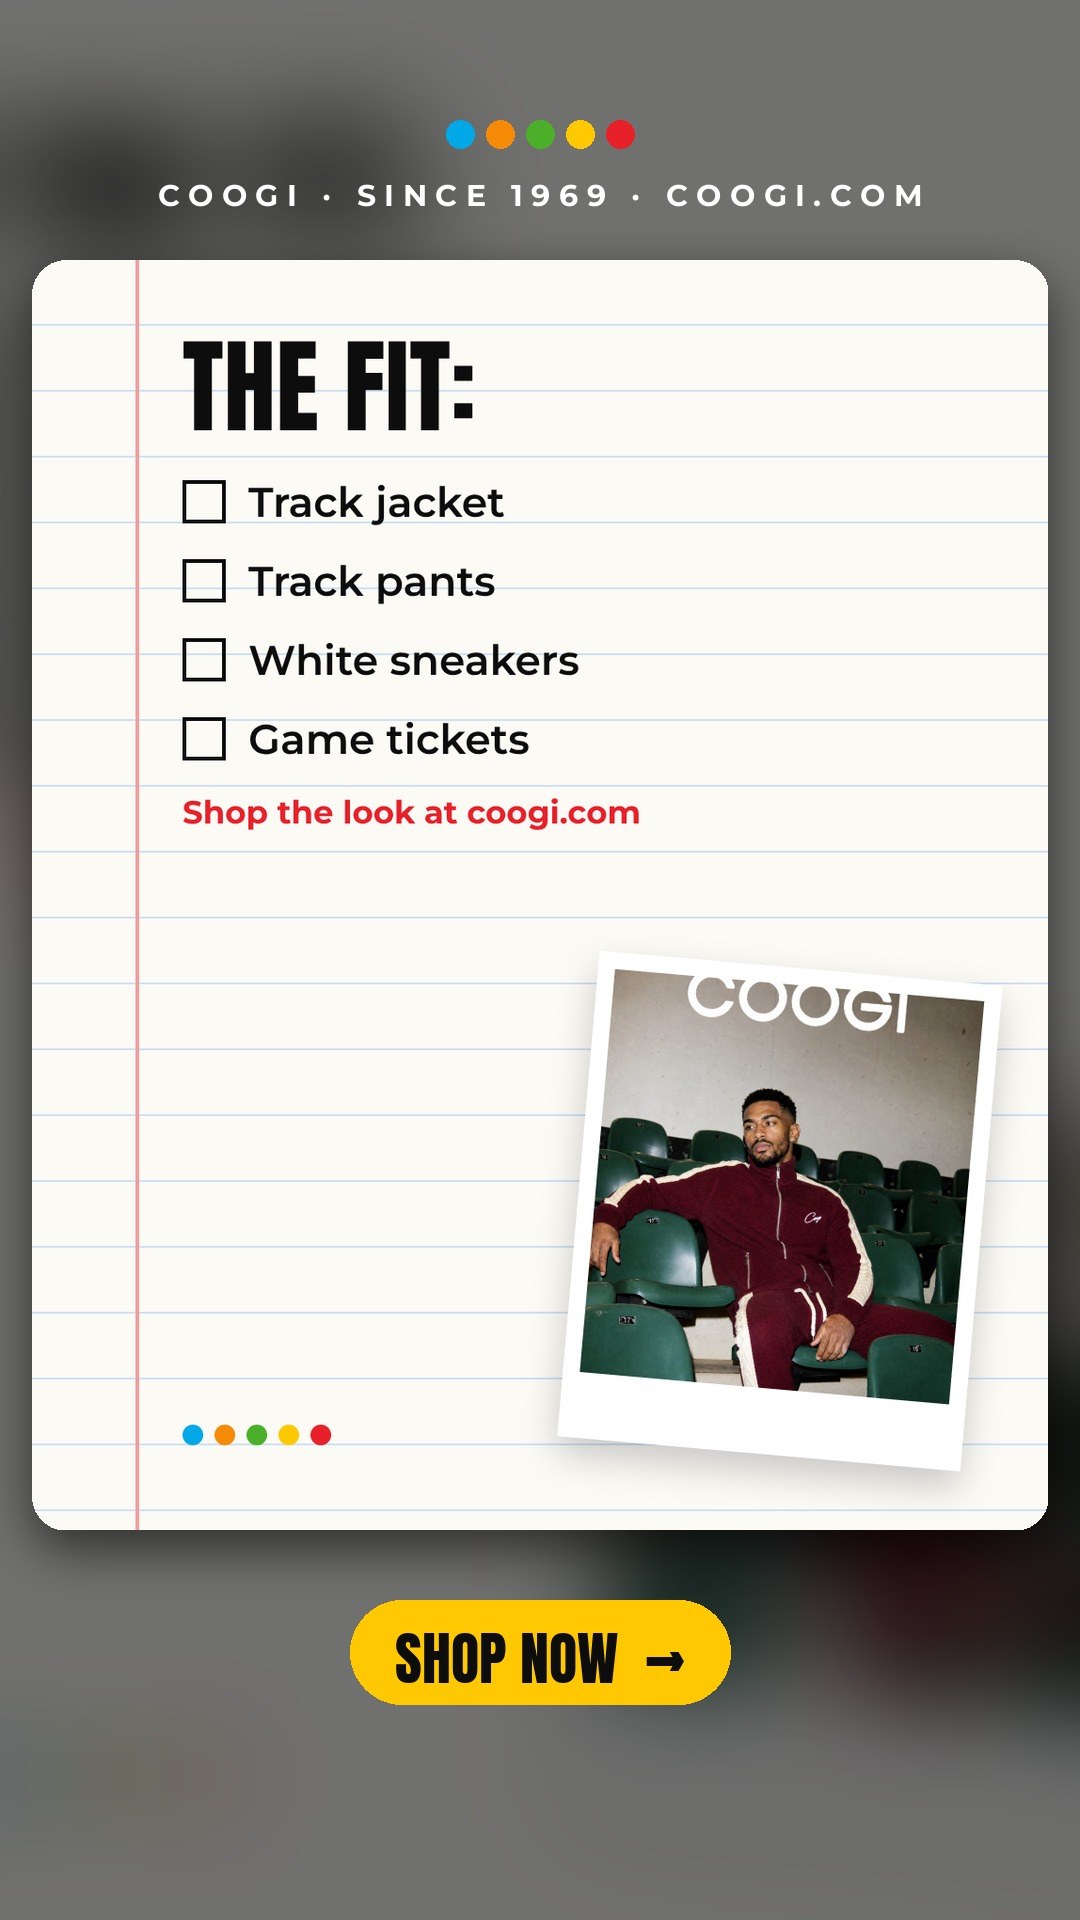 COOGI · SINCE 1969 · COOGI.COM
THE FIT:
Track jacket
Track pants
White sneakers
Game tickets
Shop the look at coogi.com
COOGI
SHOP NOW →